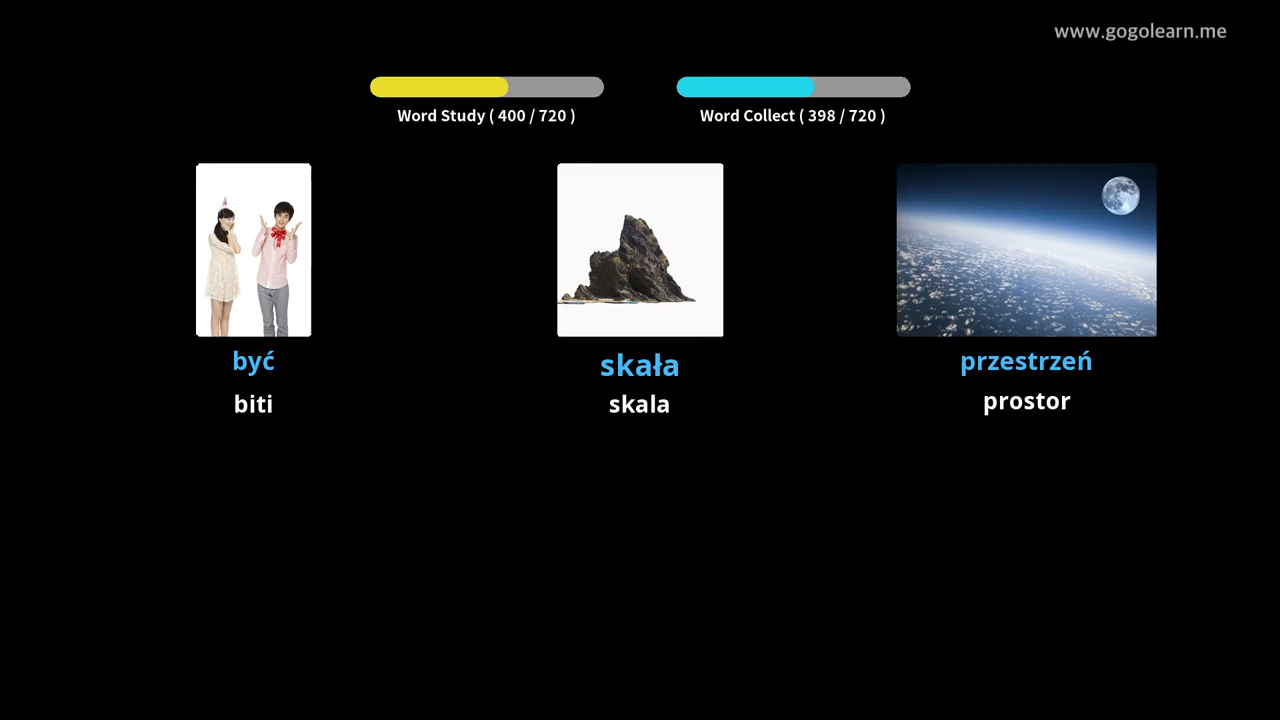 www.gogolearn.me
Word Study ( 400 / 720 )
Word Collect ( 398 / 720 )
być
skała
przestrzeń
biti
skala
prostor